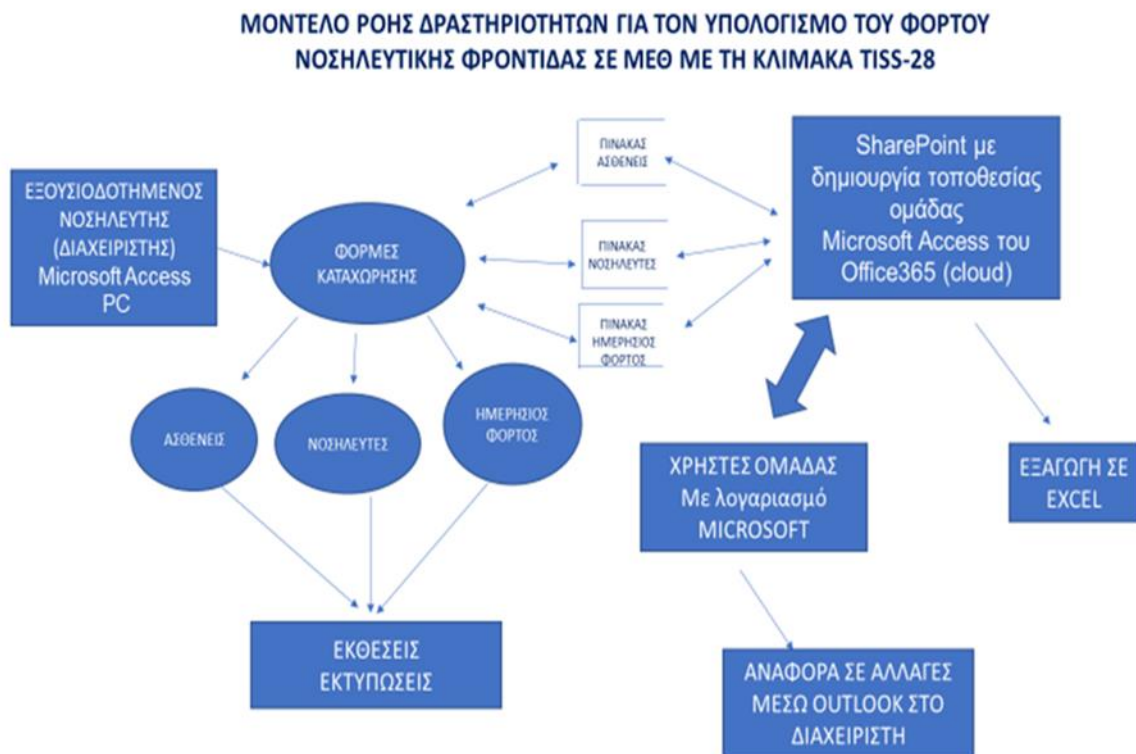 ΜΟΝΤΕΛΟ ΡΟΗΣ ΔΡΑΣΤΗΡΙΟΤΗΤΩΝ ΓΙΑ ΤΟΝ ΥΠΟΛΟΓΙΣΜΟ ΤΟΥ ΦΟΡΤΟΥ
ΝΟΣΗΛΕΥΤΙΚΗΣ ΦΡΟΝΤΙΔΑΣ ΣΕ ΜΕΘ ΜΕ ΤΗ ΚΛΙΜΑΚΑ TISS-28
ΕΞΟΥΣΙΟΔΟΤΗΜΕΝΟΣ
ΝΟΣΗΛΕΥΤΗΣ
(ΔΙΑΧΕΙΡΙΣΤΗΣ)
Microsoft Access
PC
ΦΟΡΜΕΣ
ΚΑΤΑΧΩΡΗΣΗΣ
ΠΙΝΑΚΑΣ
ΑΣΘΕΝΕΙΣ
ΠΙΝΑΚΑΣ
ΝΟΣΗΛΕΥΤΕΣ
ΠΙΝΑΚΑΣ
ΗΜΕΡΗΣΙΟΣ
ΦΟΡΤΟΣ
SharePoint με
δημιουργία τοποθεσίας
ομάδας
Microsoft Access του
Office365 (cloud)
ΑΣΘΕΝΕΙΣ
ΝΟΣΗΛΕΥΤΕΣ
ΗΜΕΡΗΣΙΟΣ
ΦΟΡΤΟΣ
ΧΡΗΣΤΕΣ ΟΜΑΔΑΣ
Με λογαριασμό
MICROSOFT
ΕΞΑΓΩΓΗ ΣΕ
EXCEL
ΕΚΘΕΣΕΙΣ
ΕΚΤΥΠΩΣΕΙΣ
ΑΝΑΦΟΡΑ ΣΕ ΑΛΛΑΓΕΣ
ΜΕΣΩ OUTLOOK ΣΤΟ
ΔΙΑΧΕΙΡΙΣΤΗ